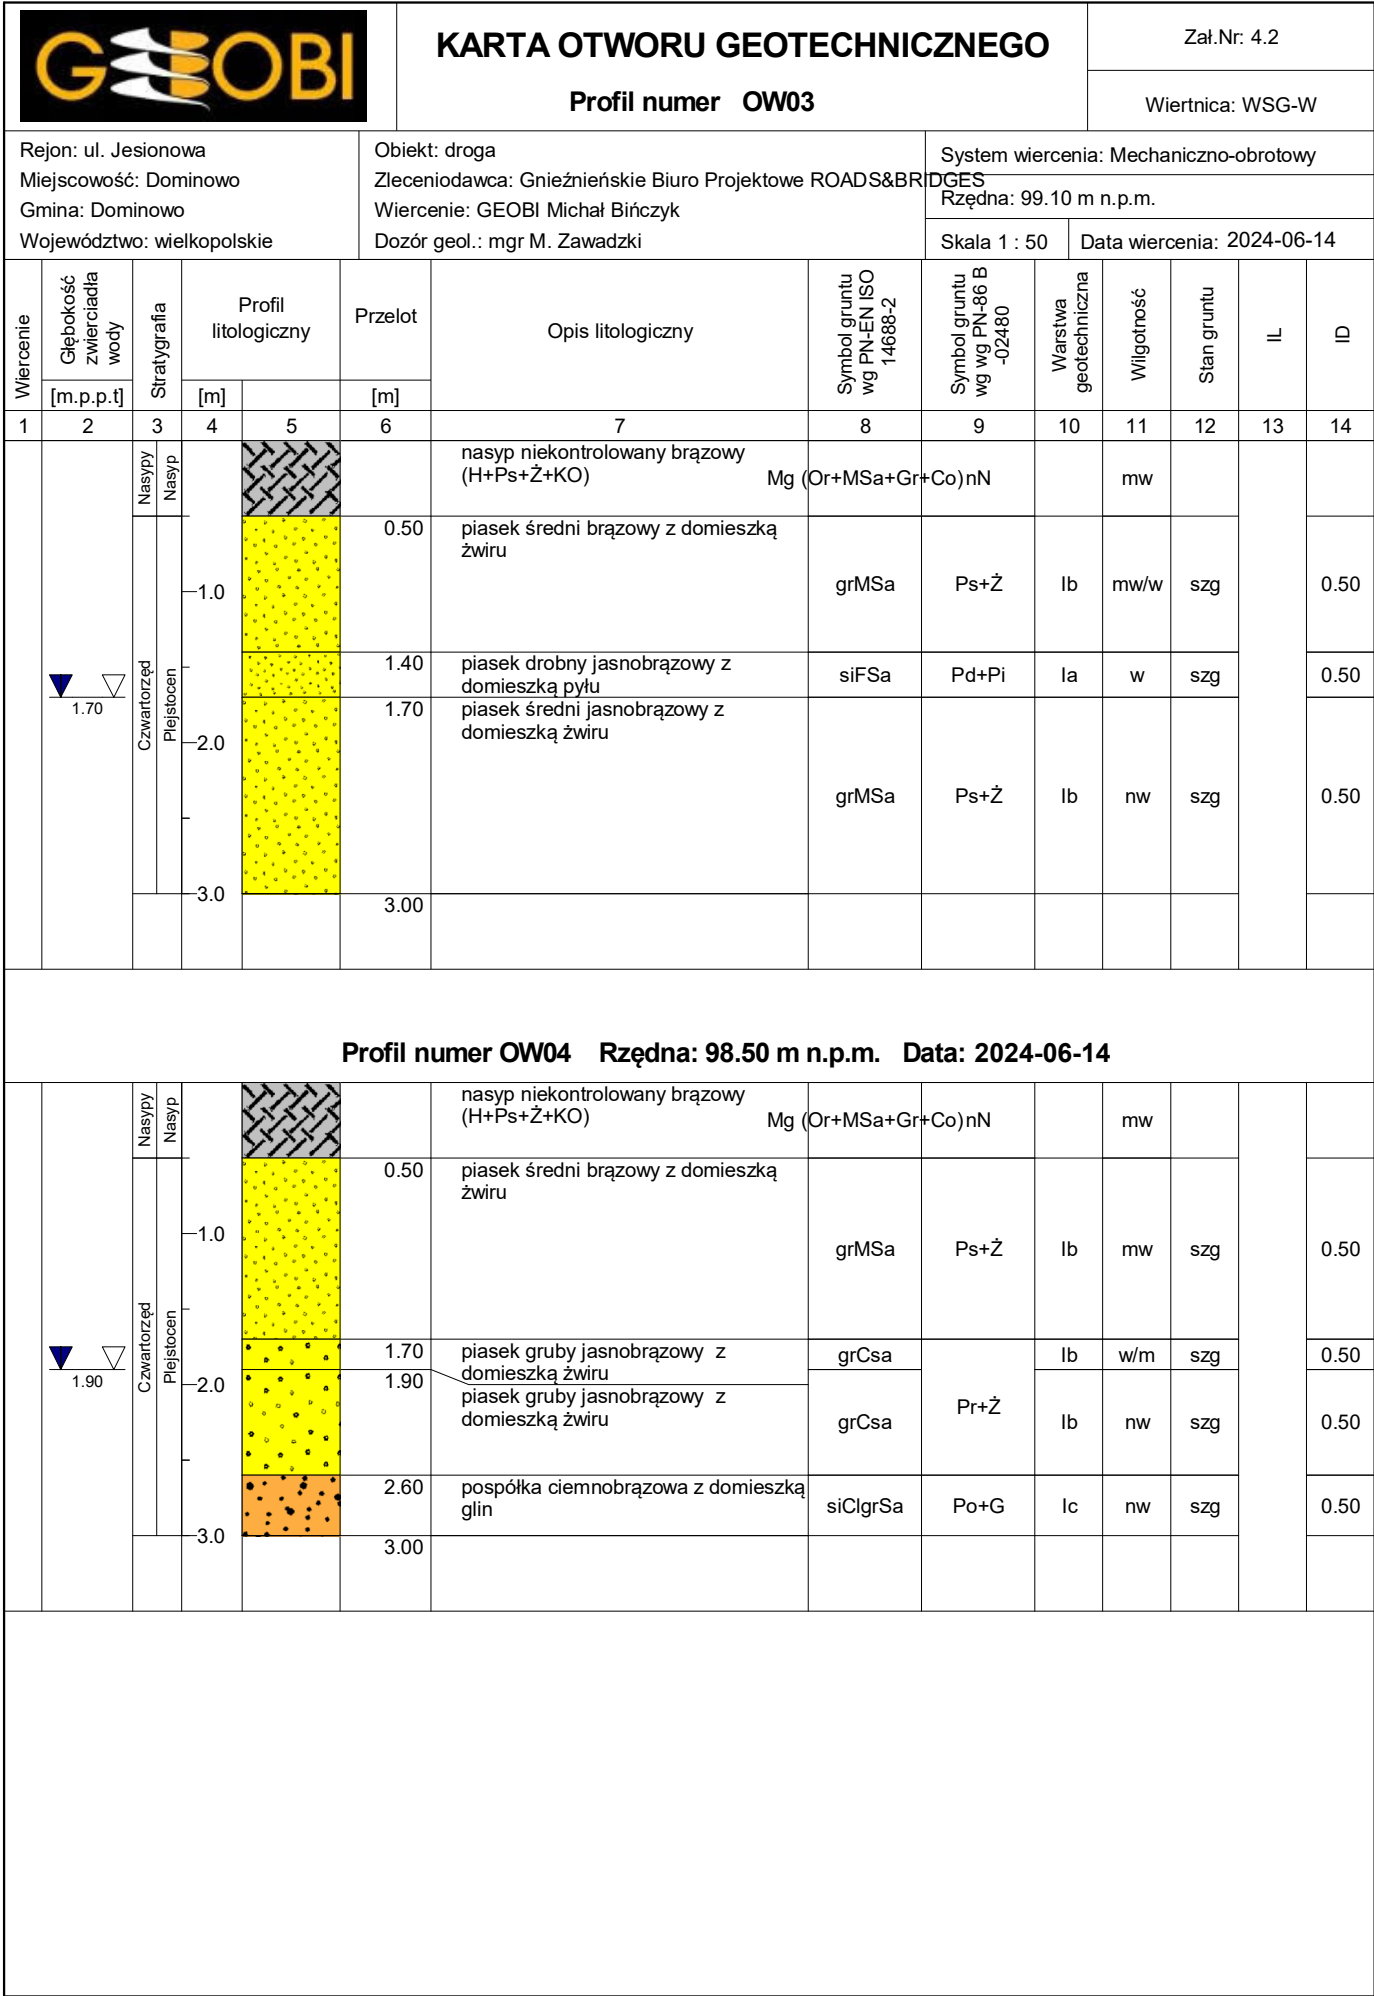 GEOBI
KARTA OTWORU GEOTECHNICZNEGO
Profil numer OW03
Zał.Nr: 4.2
Wiertnica: WSG-W
Rejon: ul. Jesionowa
Miejscowość: Dominowo
Gmina: Dominowo
Województwo: wielkopolskie
Obiekt: droga
Zleceniodawca: Gnieźnieńskie Biuro Projektowe ROADS&BRIDGES
Wiercenie: GEOBI Michał Bińczyk
Dozór geol.: mgr M. Zawadzki
System wiercenia: Mechaniczno-obrotowy
Rzędna: 99.10 m n.p.m.
Skala 1 : 50 Data wiercenia: 2024-06-14
Wiercenie
Głębokość
zwierciadła
wody
[m.p.p.t]
Stratygrafia
Profil
litologiczny
[m]
Przelot
[m]
Opis litologiczny
Symbol gruntu
wg PN-EN ISO
14688-2
Symbol gruntu
wg wg PN-86 B
-02480
Warstwa
geotechniczna
Wilgotność
Stan gruntu
IL
ID
1 2 3 4 5 6 7 8 9 10 11 12 13 14
Nasypy
Nasyp
nasyp niekontrolowany brązowy
(H+Ps+Ż+KO)
Mg (Or+MSa+Gr+Co) nN mw
0.50 piasek średni brązowy z domieszką
żwiru
1.0 grMSa Ps+Ż Ib mw/w szg 0.50
1.40 piasek drobny jasnobrązowy z
domieszką pyłu
siFSa Pd+Pi Ia w szg 0.50
1.70
Czwartorzęd
Plejstocen
1.70 piasek średni jasnobrązowy z
domieszką żwiru
2.0
grMSa Ps+Ż Ib nw szg 0.50
3.0
3.00
Profil numer OW04 Rzędna: 98.50 m n.p.m. Data: 2024-06-14
Nasypy
Nasyp
nasyp niekontrolowany brązowy
(H+Ps+Ż+KO)
Mg (Or+MSa+Gr+Co) nN mw
0.50 piasek średni brązowy z domieszką
żwiru
1.0 grMSa Ps+Ż Ib mw szg 0.50
Czwartorzęd
Plejstocen
1.70 piasek gruby jasnobrązowy z
domieszką żwiru
grCsa Ib w/m szg 0.50
1.90
1.90
2.0
piasek gruby jasnobrązowy z
domieszką żwiru
grCsa Pr+Ż Ib nw szg 0.50
2.60 pospółka ciemnobrązowa z domieszką
glin
siClgrSa Po+G Ic nw szg 0.50
3.0
3.00